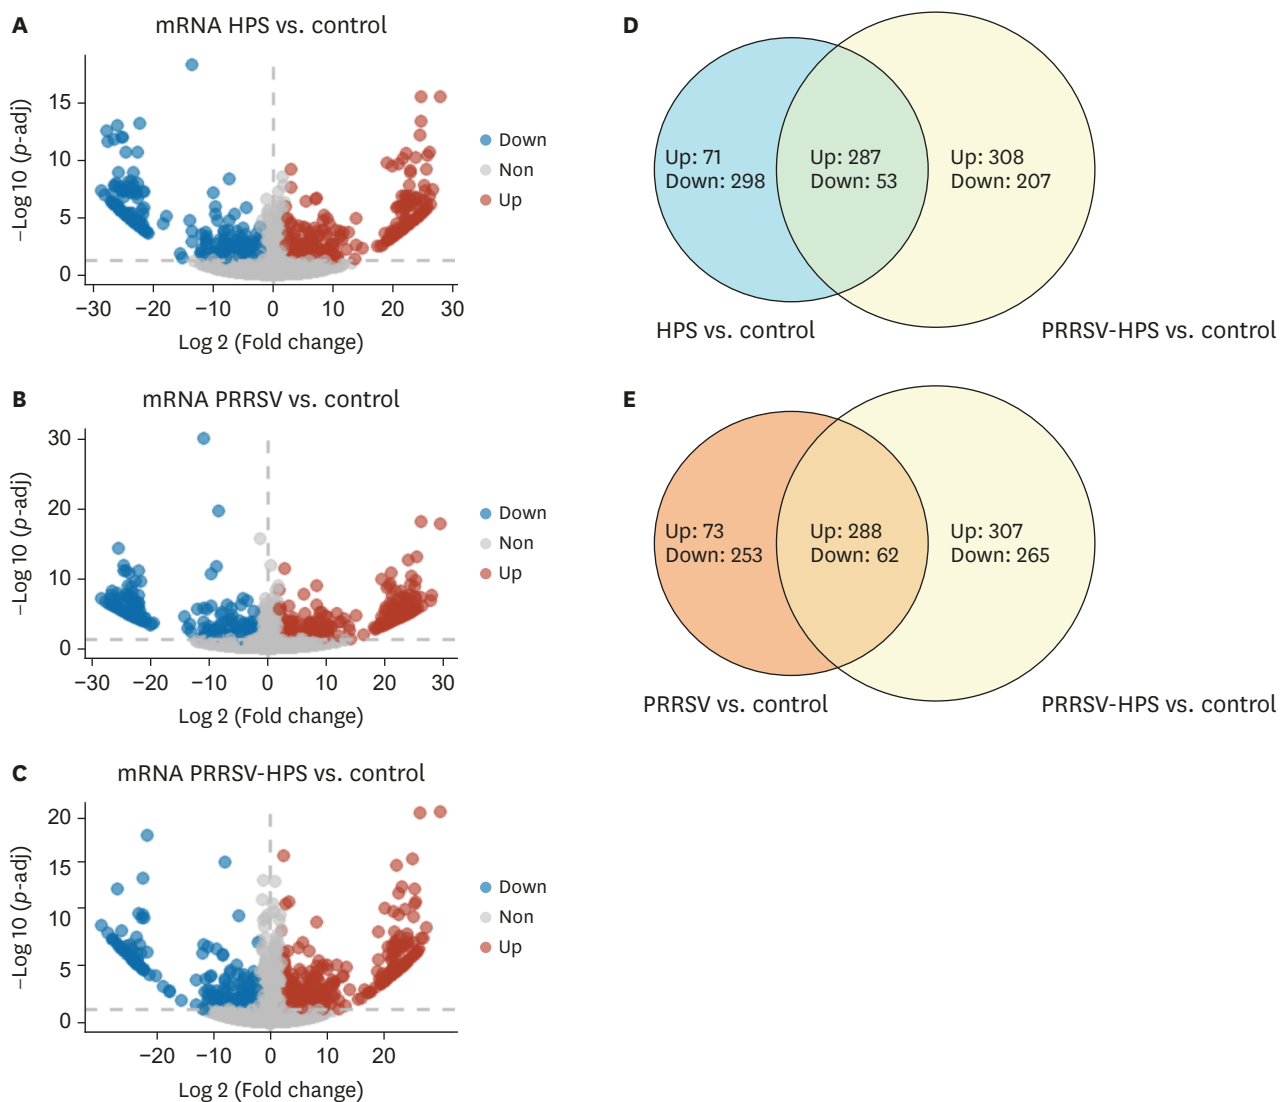 A
mRNA HPS vs. control
−Log 10 (p-adj)
15
10
5
0
−30 −20 −10 0 10 20 30
Log 2 (Fold change)
Down
Non
Up
B
mRNA PRRSV vs. control
−Log 10 (p-adj)
30
20
10
0
−30 −20 −10 0 10 20 30
Log 2 (Fold change)
Down
Non
Up
C
mRNA PRRSV-HPS vs. control
−Log 10 (p-adj)
20
15
10
5
0
−20 −10 0 10 20
Log 2 (Fold change)
Down
Non
Up
D
Up: 71
Down: 298
Up: 287
Down: 53
Up: 308
Down: 207
HPS vs. control
PRRSV-HPS vs. control
E
Up: 73
Down: 253
Up: 288
Down: 62
Up: 307
Down: 265
PRRSV vs. control
PRRSV-HPS vs. control